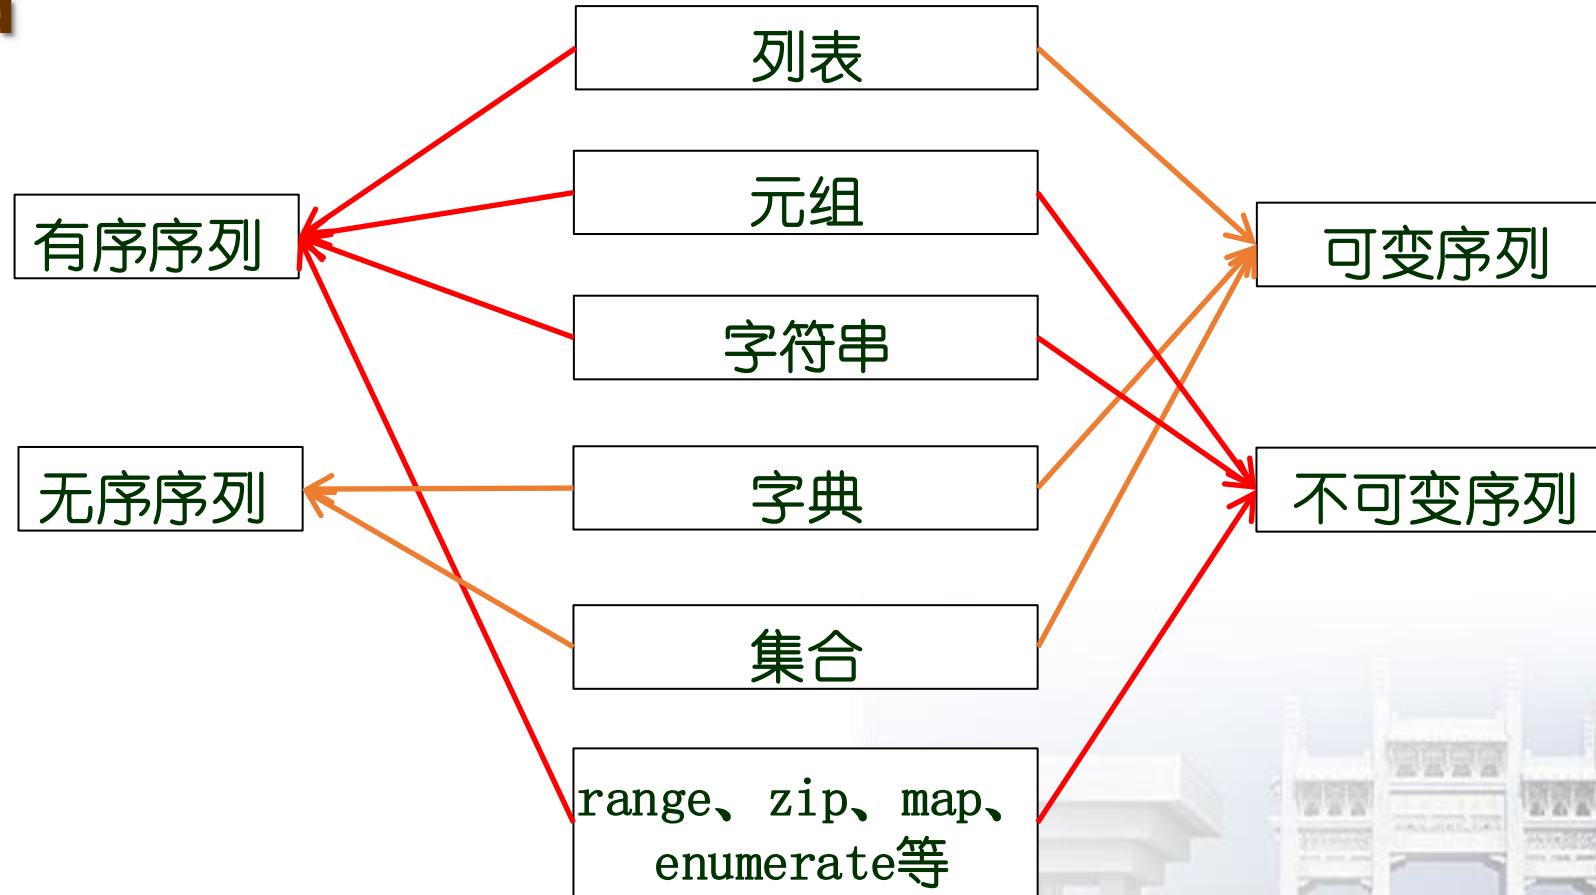 列表
元组
有序序列
可变序列
字符串
无序序列
字典
不可变序列
集合
range、zip、map、
enumerate等